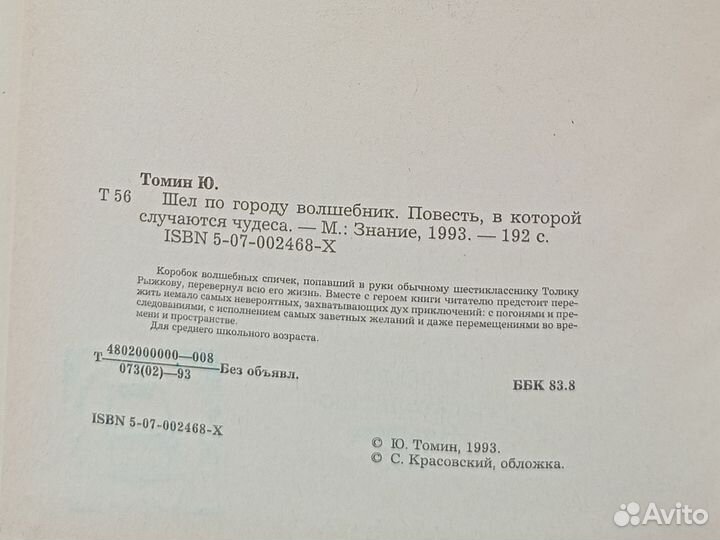 Томин Ю.
Т 56 Шел по городу волшебник. Повесть, в которой
случаются чудеса. — М.: Знание, 1993. — 192 с.
ISBN 5-07-002468-X
Коробок волшебных спичек, попавший в руки обычному шестикласснику Толику
Рыжкову, перевернул всю его жизнь. Вместе с героем книги читателю предстоит пере-
жить немало самых невероятных, захватывающих дух приключений: с погонями и пре-
следованиями, с исполнением самых заветных желаний и даже перемещениями во вре-
мени и пространстве.
Для среднего школьного возраста.
Т 4802000000—008
073(02)—93 Без объявл.
ББК 83.8
ISBN 5-07-002468-X
© Ю. Томин, 1993.
© С. Красовский, обложка.
Avito